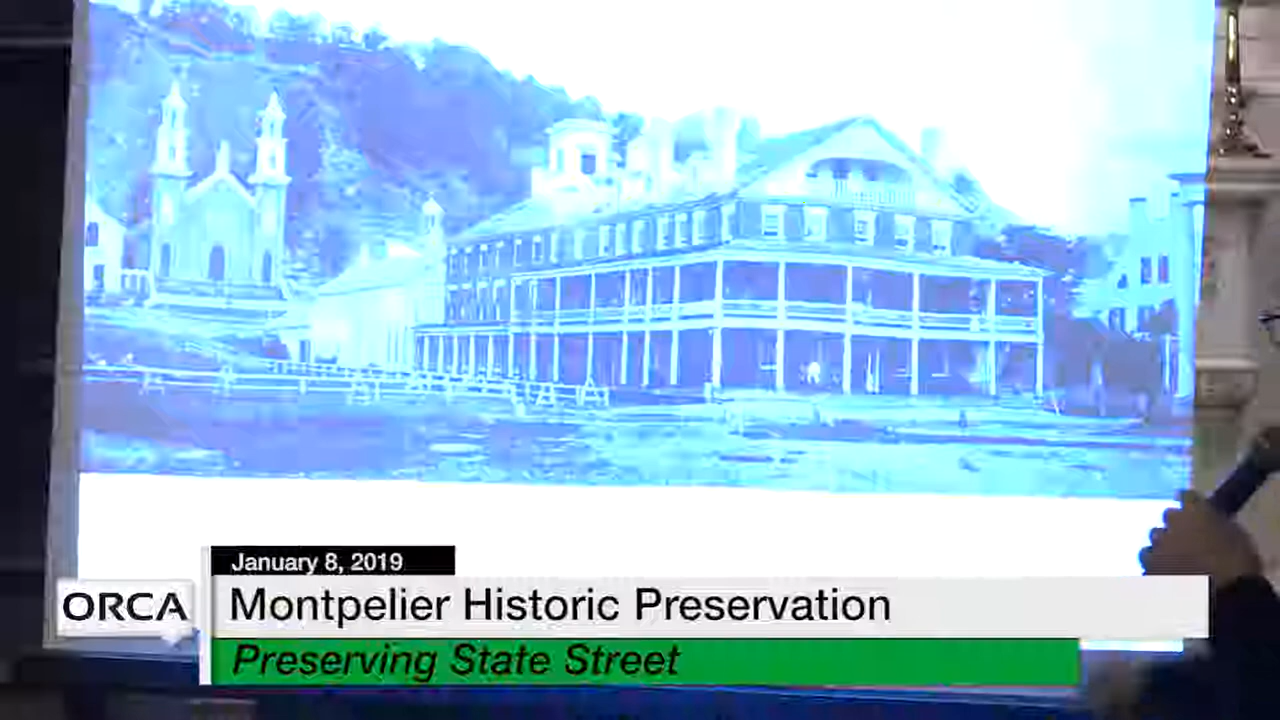 January 8, 2019
ORCA
Montpelier Historic Preservation
Preserving State Street